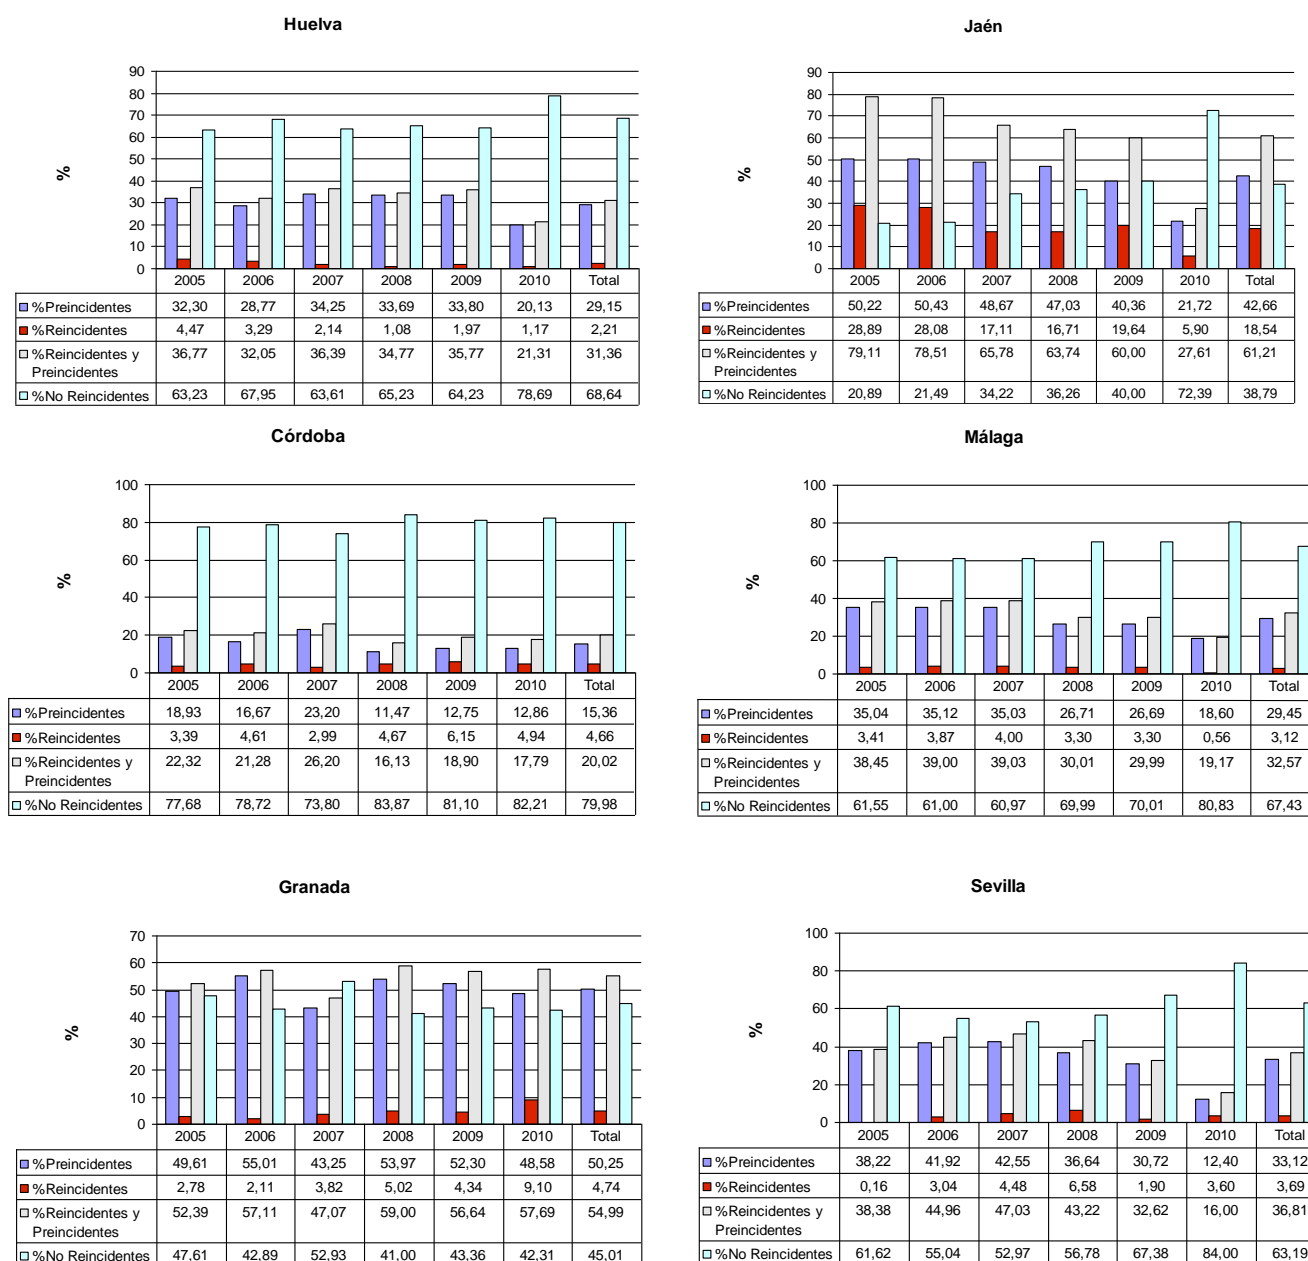 Huelva
90
80
70
60
50
40
30
20
10
0
%
2005 2006 2007 2008 2009 2010 Total
%Preincidentes 32,30 28,77 34,25 33,69 33,80 20,13 29,15
%Reincidentes 4,47 3,29 2,14 1,08 1,97 1,17 2,21
%Reincidentes y 36,77 32,05 36,39 34,77 35,77 21,31 31,36
Preincidentes
%No Reincidentes 63,23 67,95 63,61 65,23 64,23 78,69 68,64
Jaén
90
80
70
60
50
40
30
20
10
0
%
2005 2006 2007 2008 2009 2010 Total
%Preincidentes 50,22 50,43 48,67 47,03 40,36 21,72 42,66
%Reincidentes 28,89 28,08 17,11 16,71 19,64 5,90 18,54
%Reincidentes y 79,11 78,51 65,78 63,74 60,00 27,61 61,21
Preincidentes
%No Reincidentes 20,89 21,49 34,22 36,26 40,00 72,39 38,79
Córdoba
100
80
60
40
20
0
%
2005 2006 2007 2008 2009 2010 Total
%Preincidentes 18,93 16,67 23,20 11,47 12,75 12,86 15,36
%Reincidentes 3,39 4,61 2,99 4,67 6,15 4,94 4,66
%Reincidentes y 22,32 21,28 26,20 16,13 18,90 17,79 20,02
Preincidentes
%No Reincidentes 77,68 78,72 73,80 83,87 81,10 82,21 79,98
Málaga
100
80
60
40
20
0
%
2005 2006 2007 2008 2009 2010 Total
%Preincidentes 35,04 35,12 35,03 26,71 26,69 18,60 29,45
%Reincidentes 3,41 3,87 4,00 3,30 3,30 0,56 3,12
%Reincidentes y 38,45 39,00 39,03 30,01 29,99 19,17 32,57
Preincidentes
%No Reincidentes 61,55 61,00 60,97 69,99 70,01 80,83 67,43
Granada
70
60
50
40
30
20
10
0
%
2005 2006 2007 2008 2009 2010 Total
%Preincidentes 49,61 55,01 43,25 53,97 52,30 48,58 50,25
%Reincidentes 2,78 2,11 3,82 5,02 4,34 9,10 4,74
%Reincidentes y 52,39 57,11 47,07 59,00 56,64 57,69 54,99
Preincidentes
%No Reincidentes 47,61 42,89 52,93 41,00 43,36 42,31 45,01
Sevilla
100
80
60
40
20
0
%
2005 2006 2007 2008 2009 2010 Total
%Preincidentes 38,22 41,92 42,55 36,64 30,72 12,40 33,12
%Reincidentes 0,16 3,04 4,48 6,58 1,90 3,60 3,69
%Reincidentes y 38,38 44,96 47,03 43,22 32,62 16,00 36,81
Preincidentes
%No Reincidentes 61,62 55,04 52,97 56,78 67,38 84,00 63,19